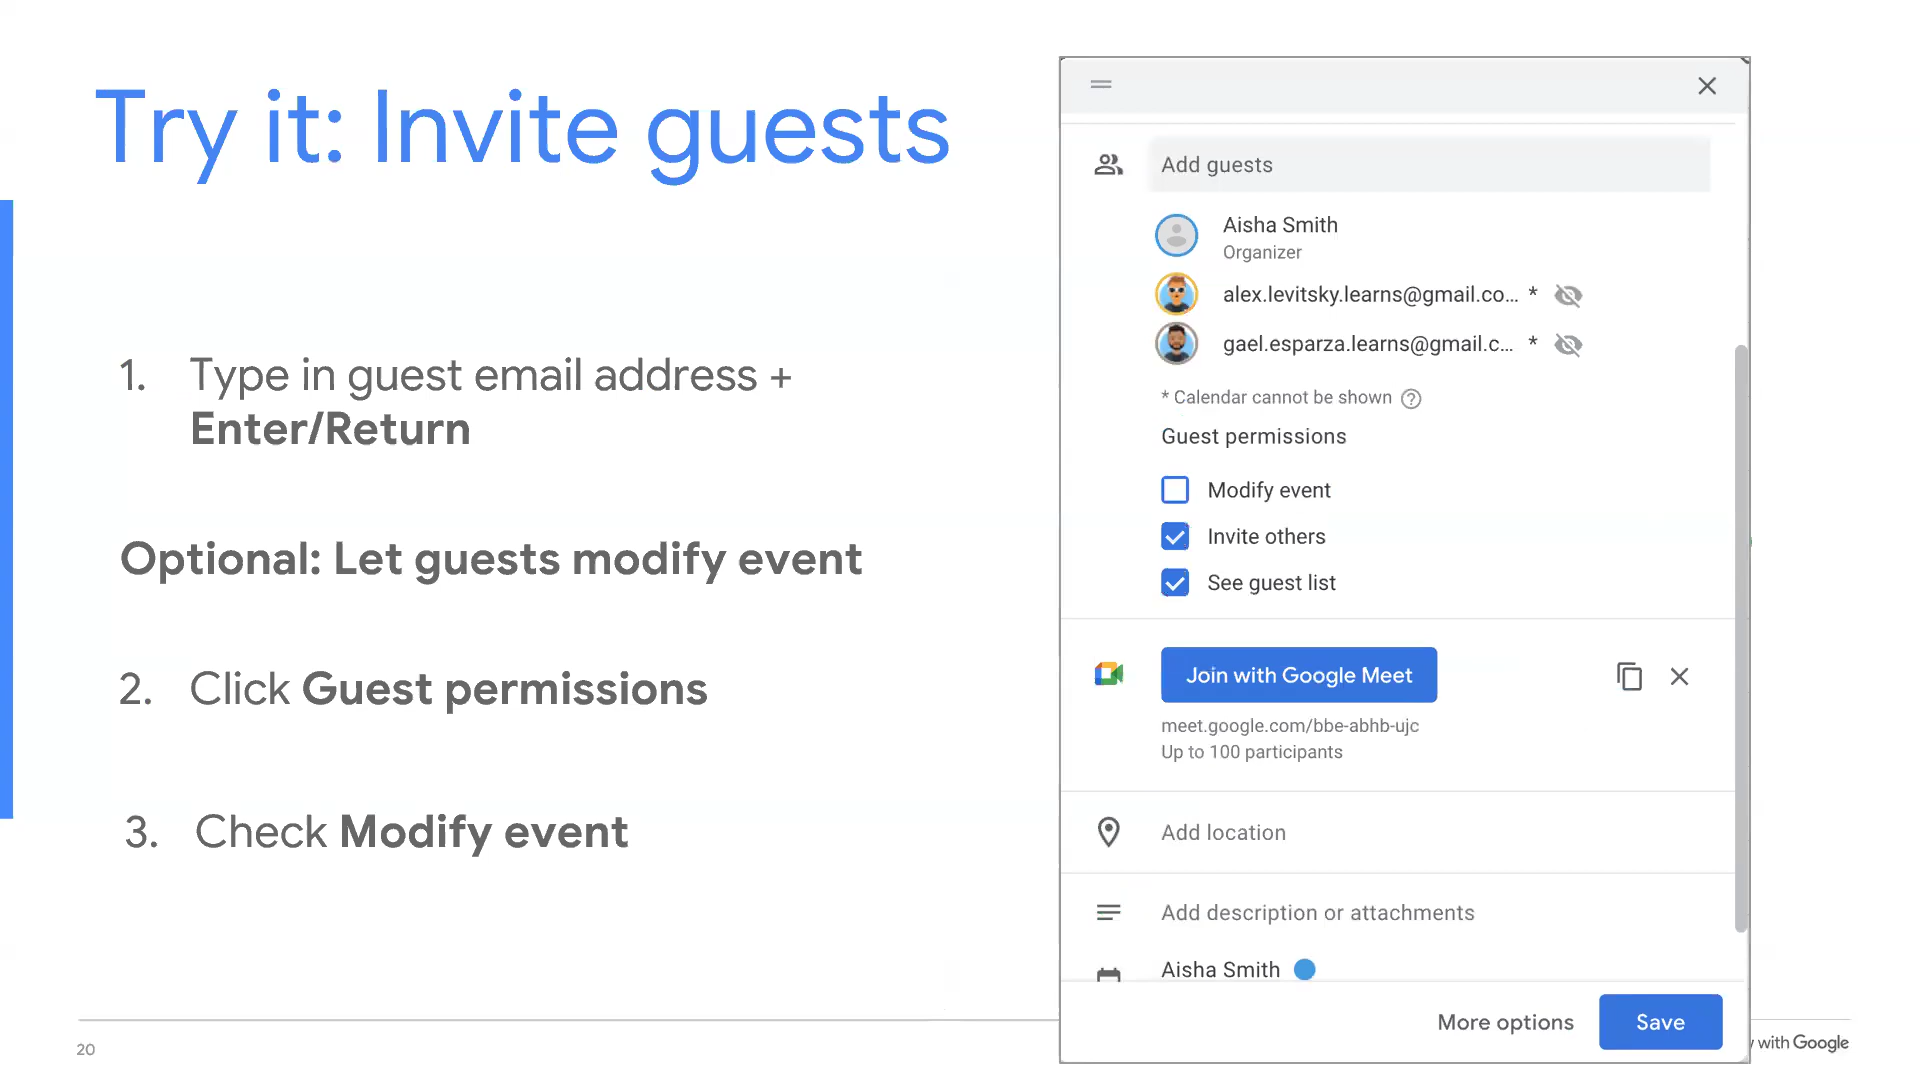 Try it: Invite guests
1. Type in guest email address +
Enter/Return
Optional: Let guests modify event
2. Click Guest permissions
3. Check Modify event
20
Add guests
Aisha Smith
Organizer
alex.levitsky.learns@gmail.co... *
gael.esparza.learns@gmail.c... *
* Calendar cannot be shown
Guest permissions
Modify event
Invite others
See guest list
Join with Google Meet
meet.google.com/bbe-abhb-ujc
Up to 100 participants
Add location
Add description or attachments
Aisha Smith
More options
Save
with Google